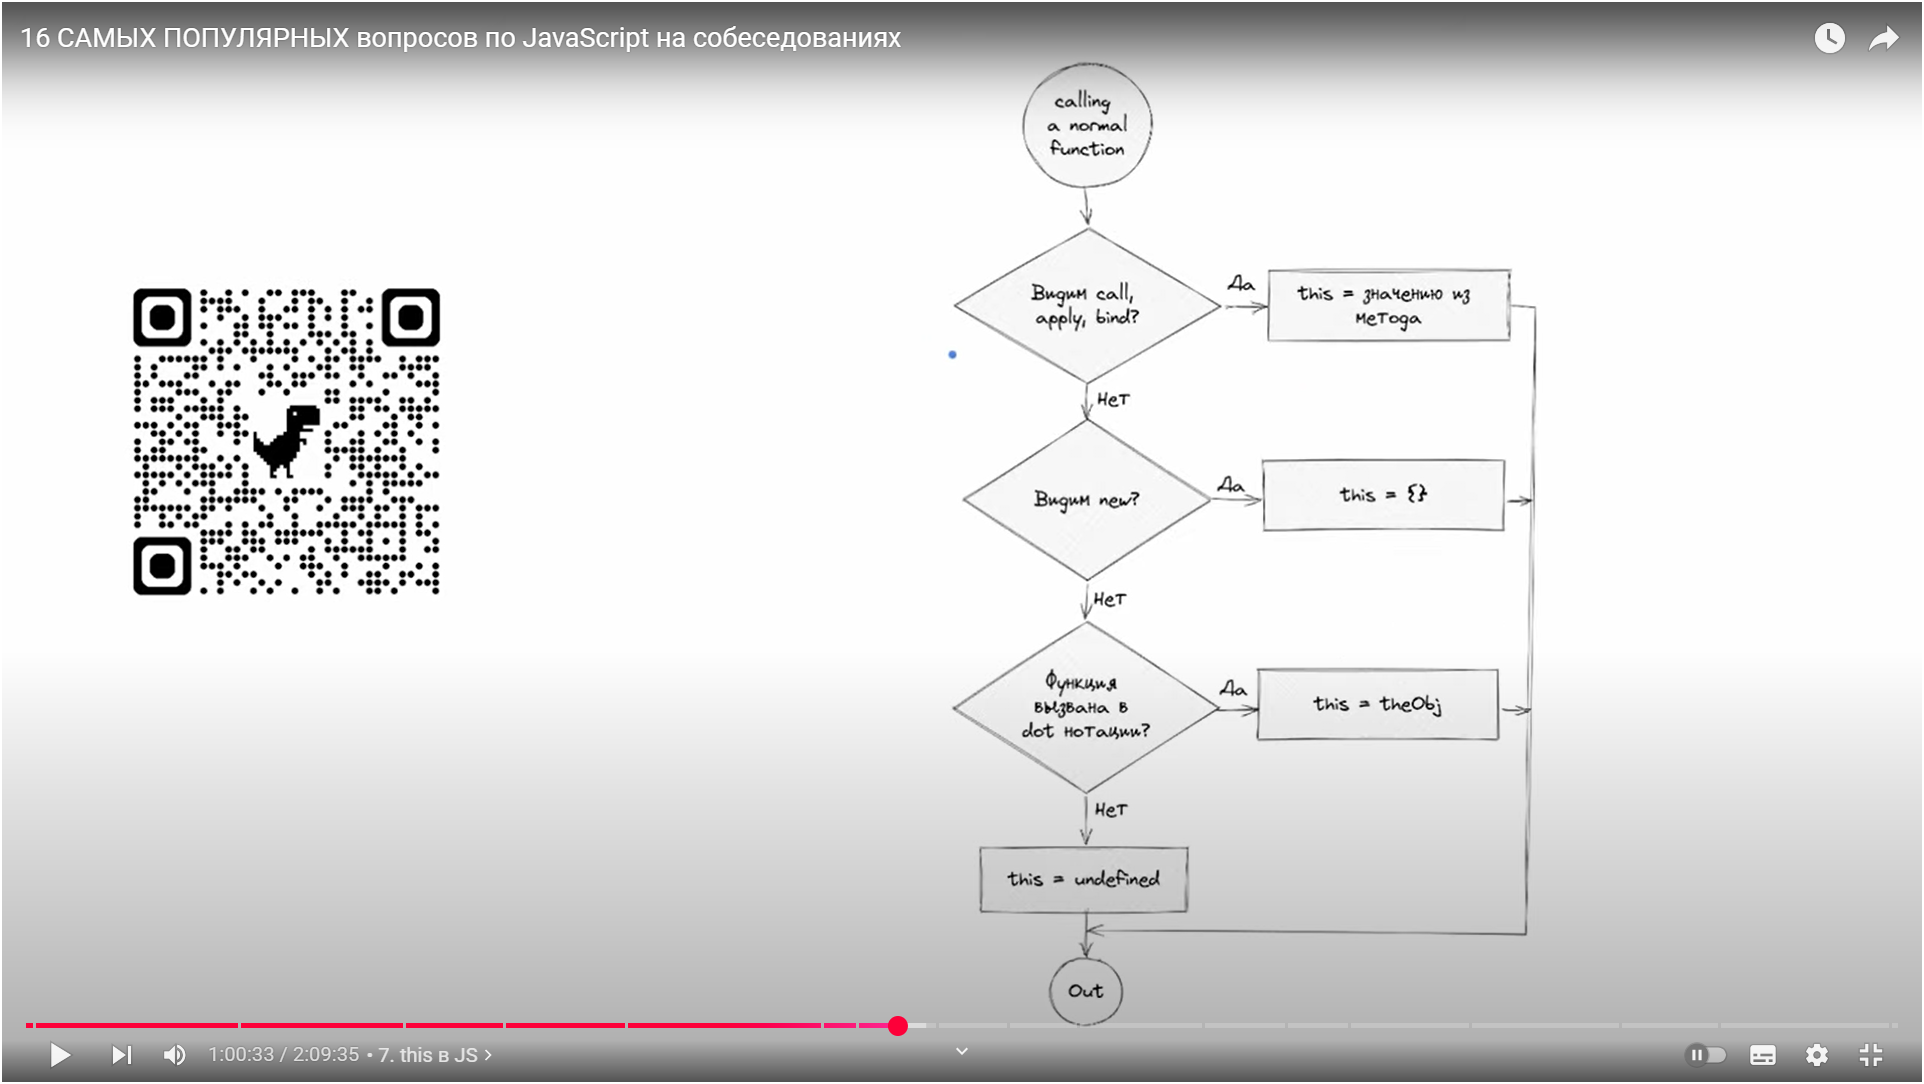 16 САМЫХ ПОПУЛЯРНЫХ вопросов по JavaScript на собеседованиях
calling
a normal
function
Видим call,
apply, bind?
Да
this = значению из
метода
Нет
Видим new?
Да
this = {}
Нет
Функция
вызвана в
dot нотации?
Да
this = theObj
Нет
this = undefined
Out
1:00:33 / 2:09:35 • 7. this в JS